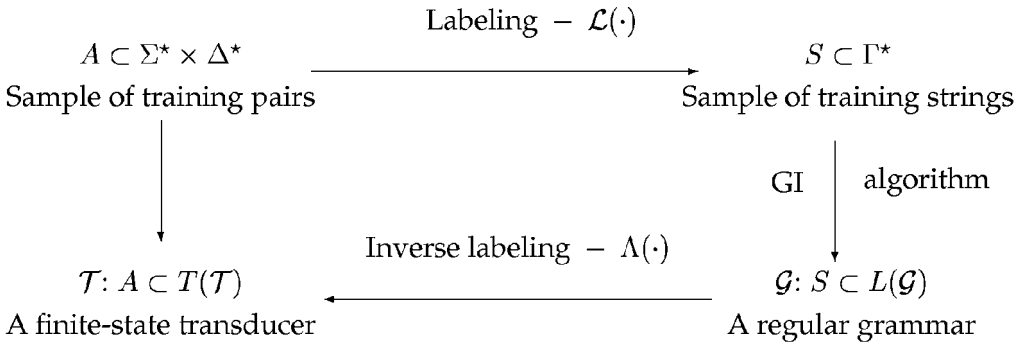 Labeling – 𝓛(·)
A ⊂ Σ⋆ × Δ⋆
Sample of training pairs
S ⊂ Γ⋆
Sample of training strings
GI algorithm
Inverse labeling – Λ(·)
𝓣: A ⊂ T(𝓣)
A finite-state transducer
𝓖: S ⊂ L(𝓖)
A regular grammar